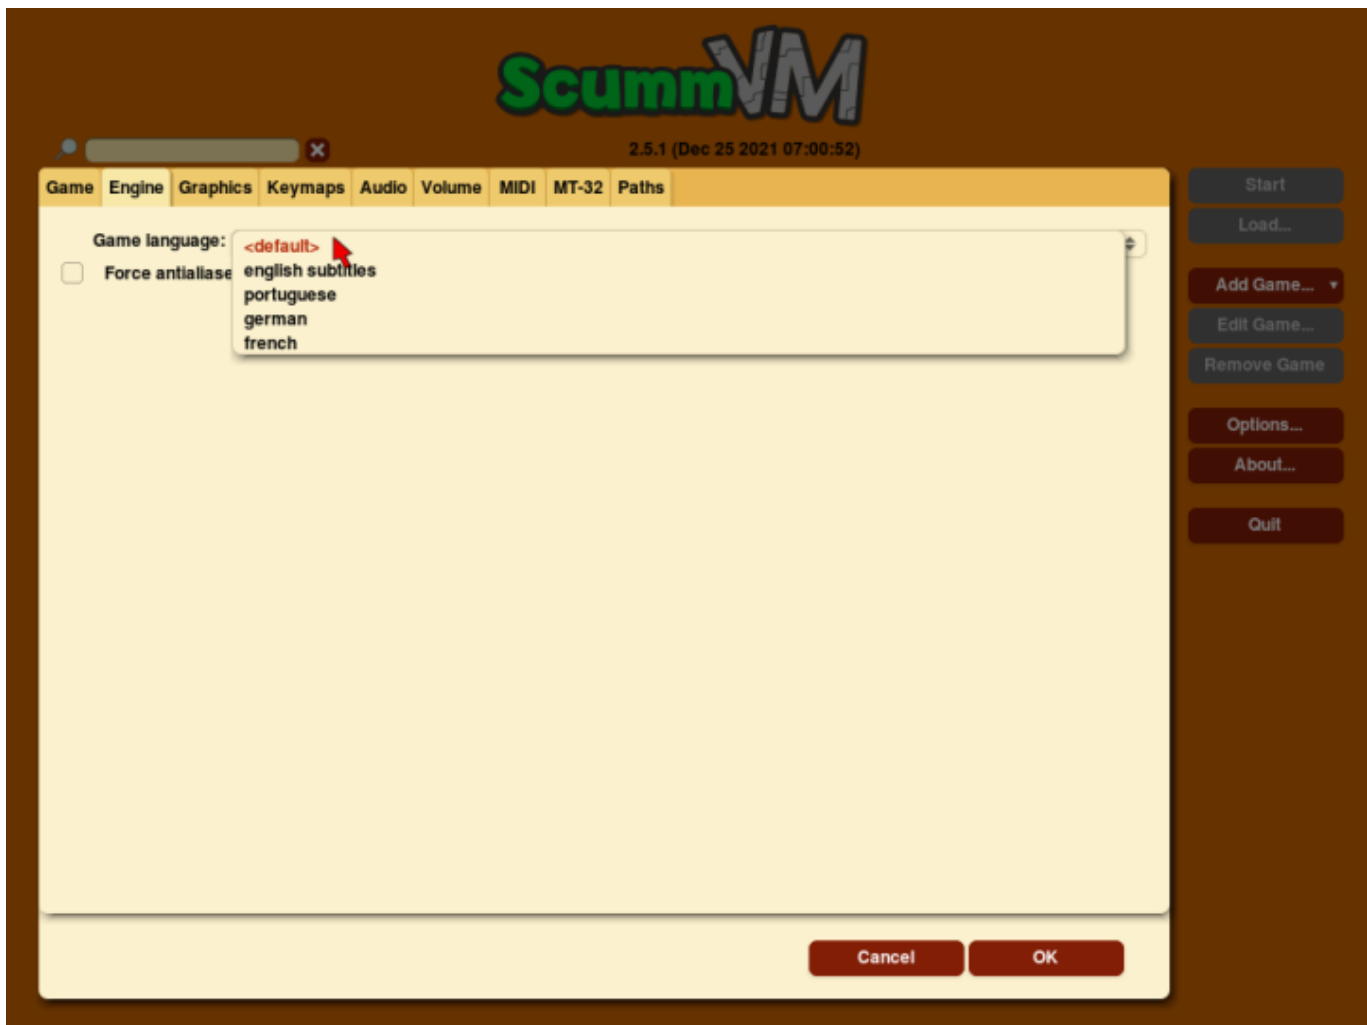 ScummVM
2.5.1 (Dec 25 2021 07:00:52)
Game Engine Graphics Keymaps Audio Volume MIDI MT-32 Paths
Game language:
<default>
english subtitles
portuguese
german
french
Force antialiase
Cancel
OK
Start
Load...
Add Game...
Edit Game...
Remove Game
Options...
About...
Quit